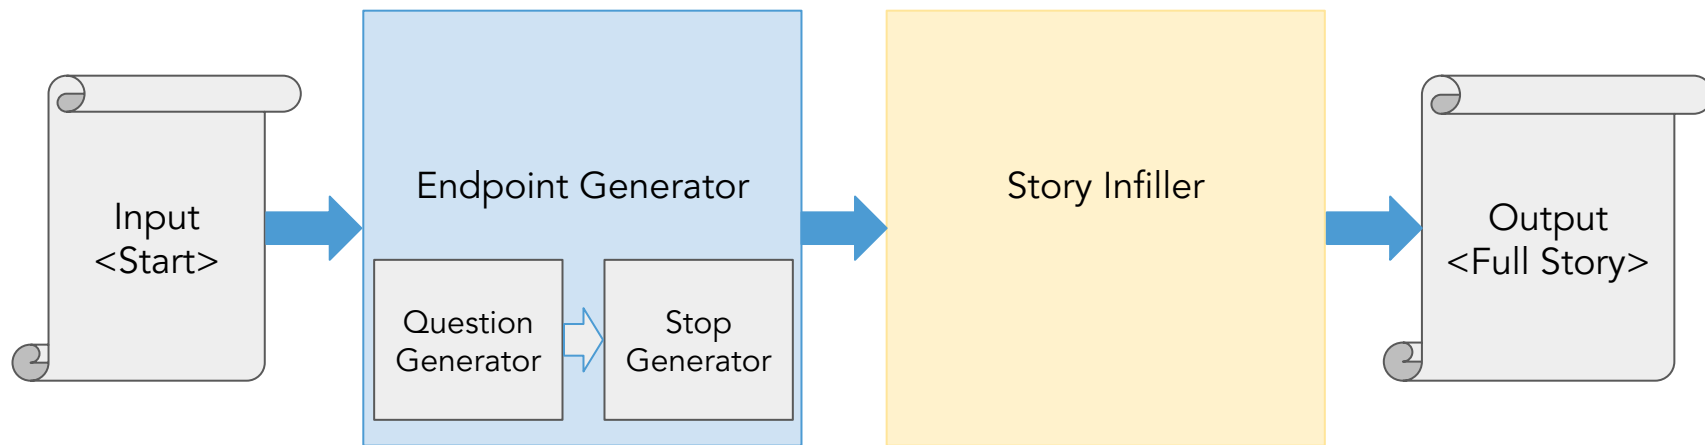 Input
<Start>
Endpoint Generator
Question
Generator
Stop
Generator
Story Infiller
Output
<Full Story>